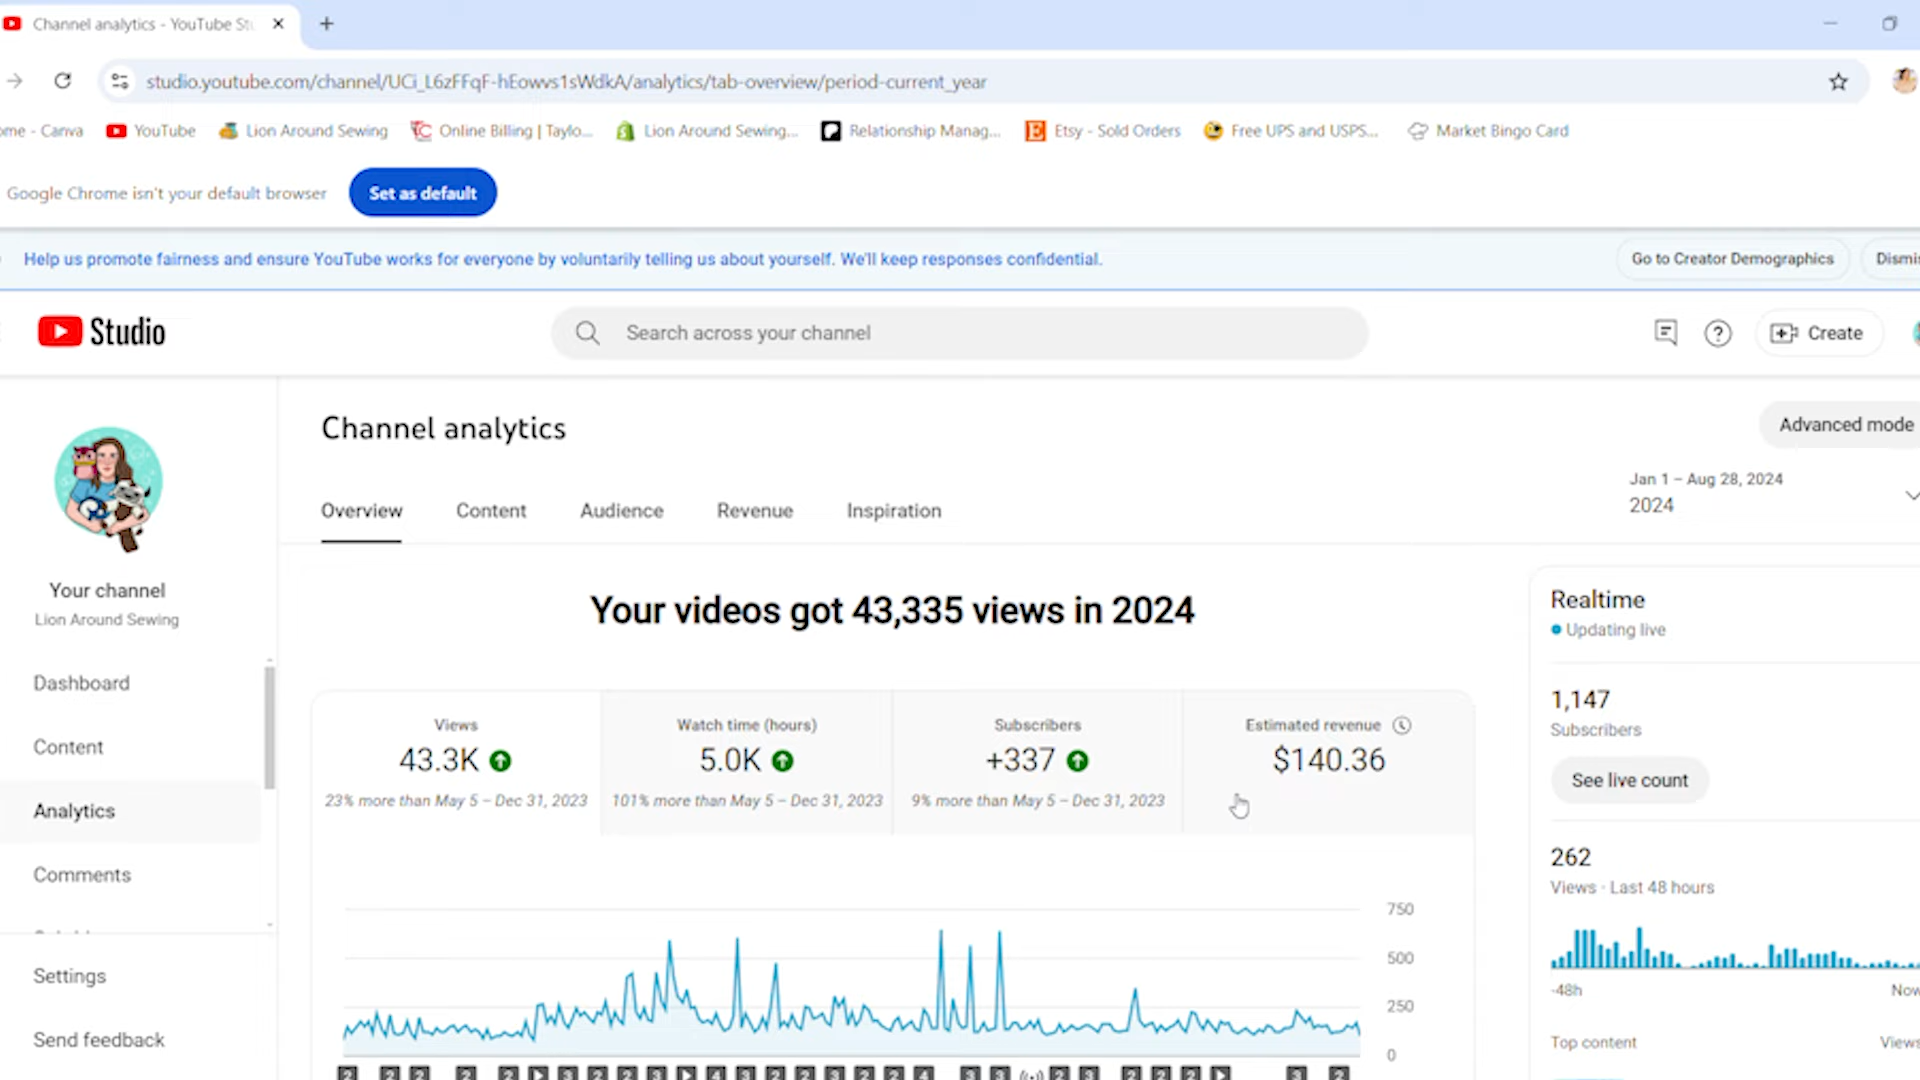 Channel analytics - YouTube St
studio.youtube.com/channel/UCi_L6zFFqF-hEowvs1sWdkA/analytics/tab-overview/period-current_year
ome - Canva
YouTube
Lion Around Sewing
Online Billing | Taylo...
Lion Around Sewing...
Relationship Manag...
Etsy - Sold Orders
Free UPS and USPS...
Market Bingo Card
Google Chrome isn't your default browser
Set as default
Help us promote fairness and ensure YouTube works for everyone by voluntarily telling us about yourself. We'll keep responses confidential.
Go to Creator Demographics
Dismis
Studio
Search across your channel
Create
Channel analytics
Advanced mode
Overview
Content
Audience
Revenue
Inspiration
Jan 1 – Aug 28, 2024
2024
Your channel
Lion Around Sewing
Dashboard
Content
Analytics
Comments
Settings
Send feedback
Your videos got 43,335 views in 2024
Views
43.3K
23% more than May 5 – Dec 31, 2023
Watch time (hours)
5.0K
101% more than May 5 – Dec 31, 2023
Subscribers
+337
9% more than May 5 – Dec 31, 2023
Estimated revenue
$140.36
750
500
250
0
Realtime
Updating live
1,147
Subscribers
See live count
262
Views · Last 48 hours
-48h
Now
Top content
Views